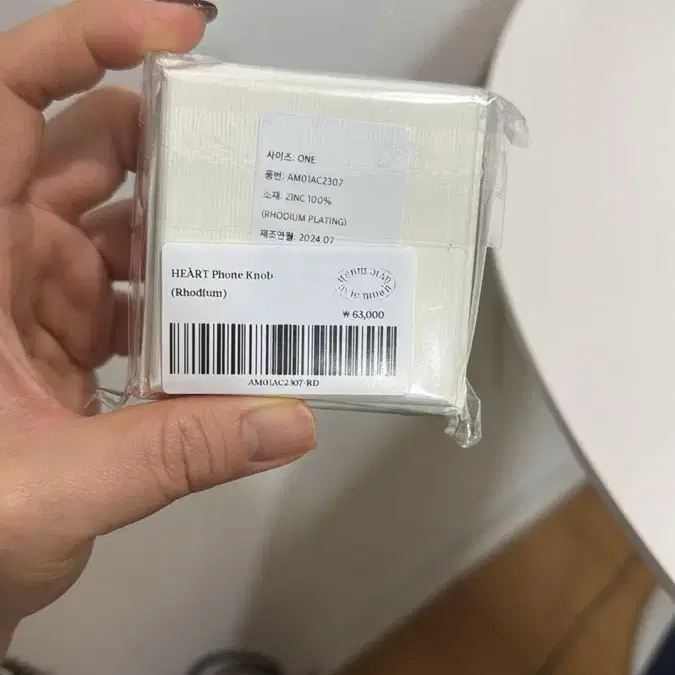 사이즈: ONE
품번: AM01AC2307
소재: ZINC 100%
(RHODIUM PLATING)
제조연월: 2024.07
HEÀRT Phone Knob
(Rhodium)
₩ 63,000
AM01AC2307-RD